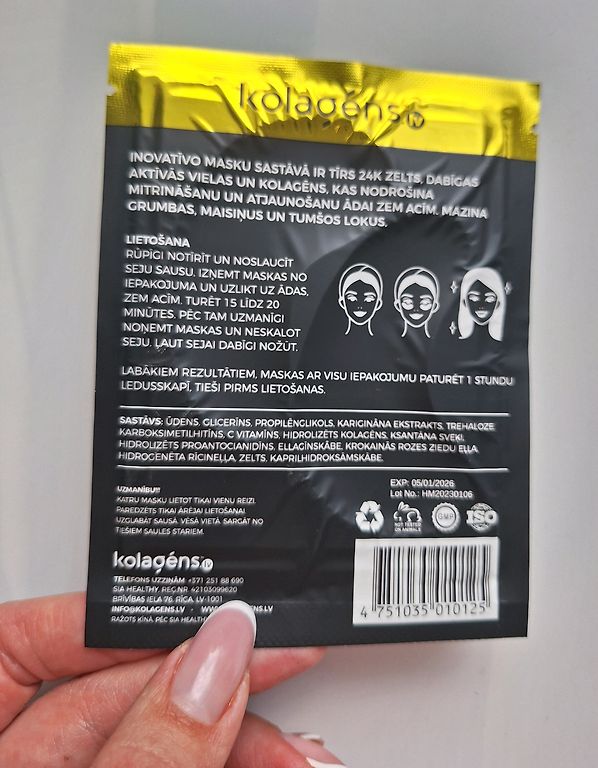 kolagēns.lv
INOVATĪVO MASKU SASTĀVĀ IR TĪRS 24K ZELTS, DABĪGAS
AKTĪVĀS VIELAS UN KOLAGĒNS, KAS NODROŠINA
MITRINĀŠANU UN ATJAUNOŠANU ĀDAI ZEM ACĪM. MAZINA
GRUMBAS, MAISIŅUS UN TUMŠOS LOKUS.
LIETOŠANA
RŪPĪGI NOTĪRĪT UN NOSLAUCĪT
SEJU SAUSU. IZŅEMT MASKAS NO
IEPAKOJUMA UN UZLIKT UZ ĀDAS,
ZEM ACĪM. TURĒT 15 LĪDZ 20
MINŪTES. PĒC TAM UZMANĪGI
NOŅEMT MASKAS UN NESKALOT
SEJU. ĻAUT SEJAI DABĪGI NOŽŪT.
LABĀKIEM REZULTĀTIEM, MASKAS AR VISU IEPAKOJUMU PATURĒT 1 STUNDU
LEDUSSKAPĪ, TIEŠI PIRMS LIETOŠANAS.
SASTĀVS: ŪDENS, GLICERĪNS, PROPILĒNGLIKOLS, KARIGINĀNA EKSTRAKTS, TREHALOZE
KARBOKSIMETILHITĪNS, C VITAMĪNS, HIDROLIZĒTS KOLAGĒNS, KSANTĀNA SVEĶI,
HIDROLIZĒTS PROANTOCIANIDĪNS, ELLAGĪNSKĀBE, KROKAINĀS ROZES ZIEDU EĻĻA
HIDROGENĒTA RĪCINEĻĻA, ZELTS, KAPRILHIDROKSĀMSKĀBE.
UZMANĪBU!!!
KATRU MASKU LIETOT TIKAI VIENU REIZI.
PAREDZĒTS TIKAI ĀRĒJAI LIETOŠANAI
UZGLABĀT SAUSĀ VĒSĀ VIETĀ SARGĀT NO
TIEŠIEM SAULES STARIEM.
EXP: 05/01/2026
Lot No.: HM20230106
NOT TESTED
ON ANIMALS
GMP
ISO
kolagēns.lv
TELEFONS UZZIŅĀM +371 251 88 690
SIA HEALTHY REĢ.NR 42103099620
BRĪVĪBAS IELA 76, RĪGA, LV-1001
INFO@KOLAGENS.LV
RAŽOTS ĶĪNĀ, PĒC SIA HEALTHY
4 751035 010125